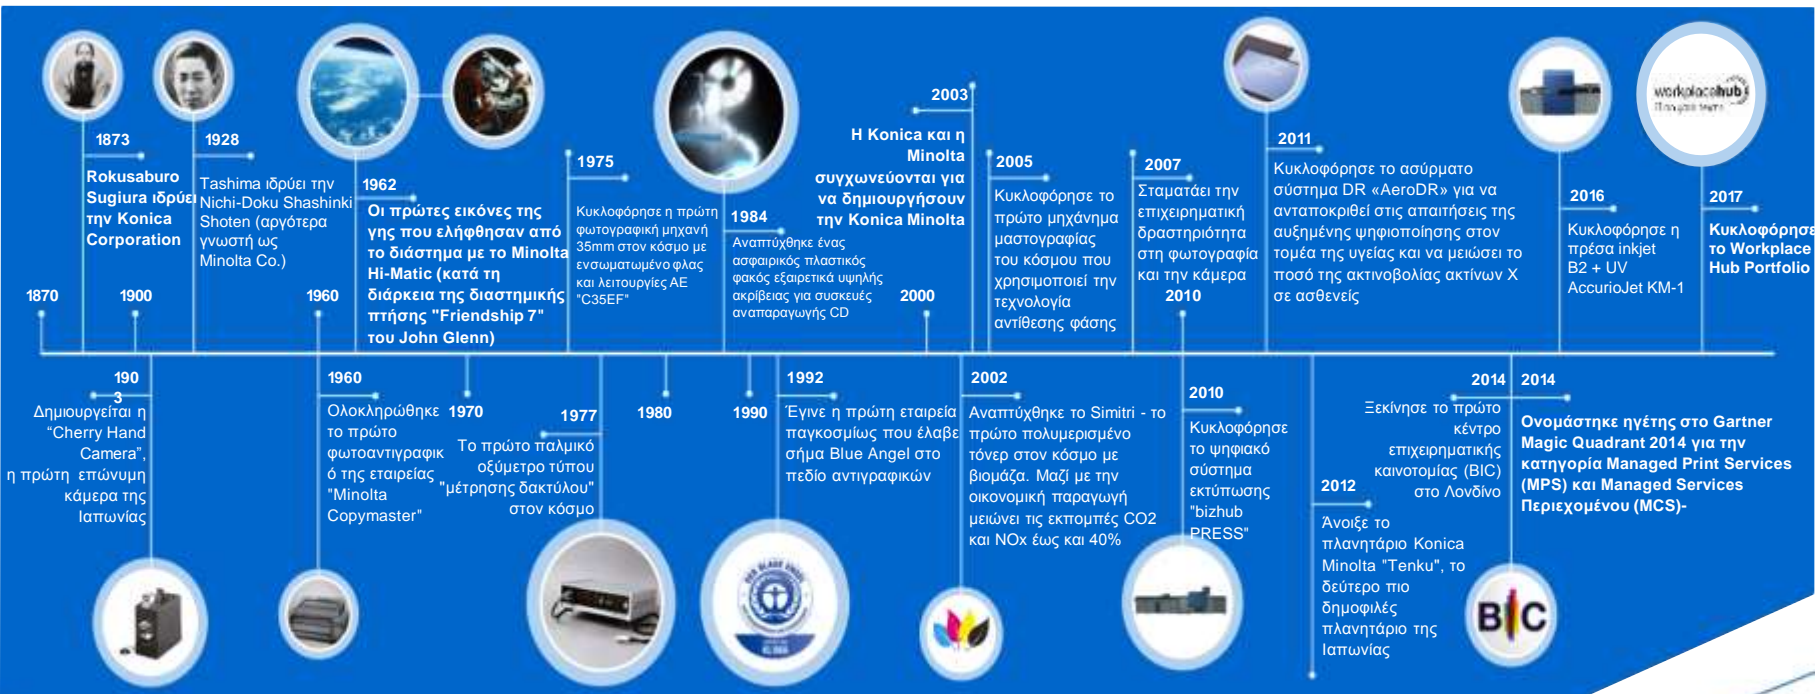 1873
Rokusaburo
Sugiura ιδρύει
την Konica
Corporation
1928
Tashima ιδρύει την
Nichi-Doku Shashinki
Shoten (αργότερα
γνωστή ως
Minolta Co.)
1962
Οι πρώτες εικόνες της
γης που ελήφθησαν από
το διάστημα με το Minolta
Hi-Matic (κατά τη
διάρκεια της διαστημικής
πτήσης "Friendship 7"
του John Glenn)
1975
Κυκλοφόρησε η πρώτη
φωτογραφική μηχανή
35mm στον κόσμο με
ενσωματωμένο φλας
και λειτουργίες AE
"C35EF"
1984
Αναπτύχθηκε ένας
ασφαιρικός πλαστικός
φακός εξαιρετικά υψηλής
ακρίβειας για συσκευές
αναπαραγωγής CD
2003
Η Konica και η
Minolta
συγχωνεύονται για
να δημιουργήσουν
την Konica Minolta
2005
Κυκλοφόρησε το
πρώτο μηχάνημα
μαστογραφίας
του κόσμου που
χρησιμοποιεί την
τεχνολογία
αντίθεσης φάσης
2007
Σταματάει την
επιχειρηματική
δραστηριότητα
στη φωτογραφία
και την κάμερα
2011
Κυκλοφόρησε το ασύρματο
σύστημα DR «AeroDR» για να
ανταποκριθεί στις απαιτήσεις της
αυξημένης ψηφιοποίησης στον
τομέα της υγείας και να μειώσει το
ποσό της ακτινοβολίας ακτίνων Χ
σε ασθενείς
2016
Κυκλοφόρησε η
πρέσα inkjet
B2 + UV
AccurioJet KM-1
workplacehub
2017
Κυκλοφόρησε
το Workplace
Hub Portfolio
1870
1900
1960
2000
2010
190
3
Δημιουργείται η
“Cherry Hand
Camera”,
η πρώτη επώνυμη
κάμερα της
Ιαπωνίας
1960
Ολοκληρώθηκε
το πρώτο
φωτοαντιγραφικ
ό της εταιρείας
"Minolta
Copymaster"
1970
1977
Το πρώτο παλμικό
οξύμετρο τύπου
"μέτρησης δακτύλου"
στον κόσμο
1980
1990
1992
Έγινε η πρώτη εταιρεία
παγκοσμίως που έλαβε
σήμα Blue Angel στο
πεδίο αντιγραφικών
2002
Αναπτύχθηκε το Simitri - το
πρώτο πολυμερισμένο
τόνερ στον κόσμο με
βιομάζα. Μαζί με την
οικονομική παραγωγή
μειώνει τις εκπομπές CO2
και NOx έως και 40%
2010
Κυκλοφόρησε
το ψηφιακό
σύστημα
εκτύπωσης
"bizhub
PRESS"
2012
Άνοιξε το
πλανητάριο Konica
Minolta "Tenku", το
δεύτερο πιο
δημοφιλές
πλανητάριο της
Ιαπωνίας
2014
Ξεκίνησε το πρώτο
κέντρο
επιχειρηματικής
καινοτομίας (BIC)
στο Λονδίνο
2014
Ονομάστηκε ηγέτης στο Gartner
Magic Quadrant 2014 για την
κατηγορία Managed Print Services
(MPS) και Managed Services
Περιεχομένου (MCS)-
BIC